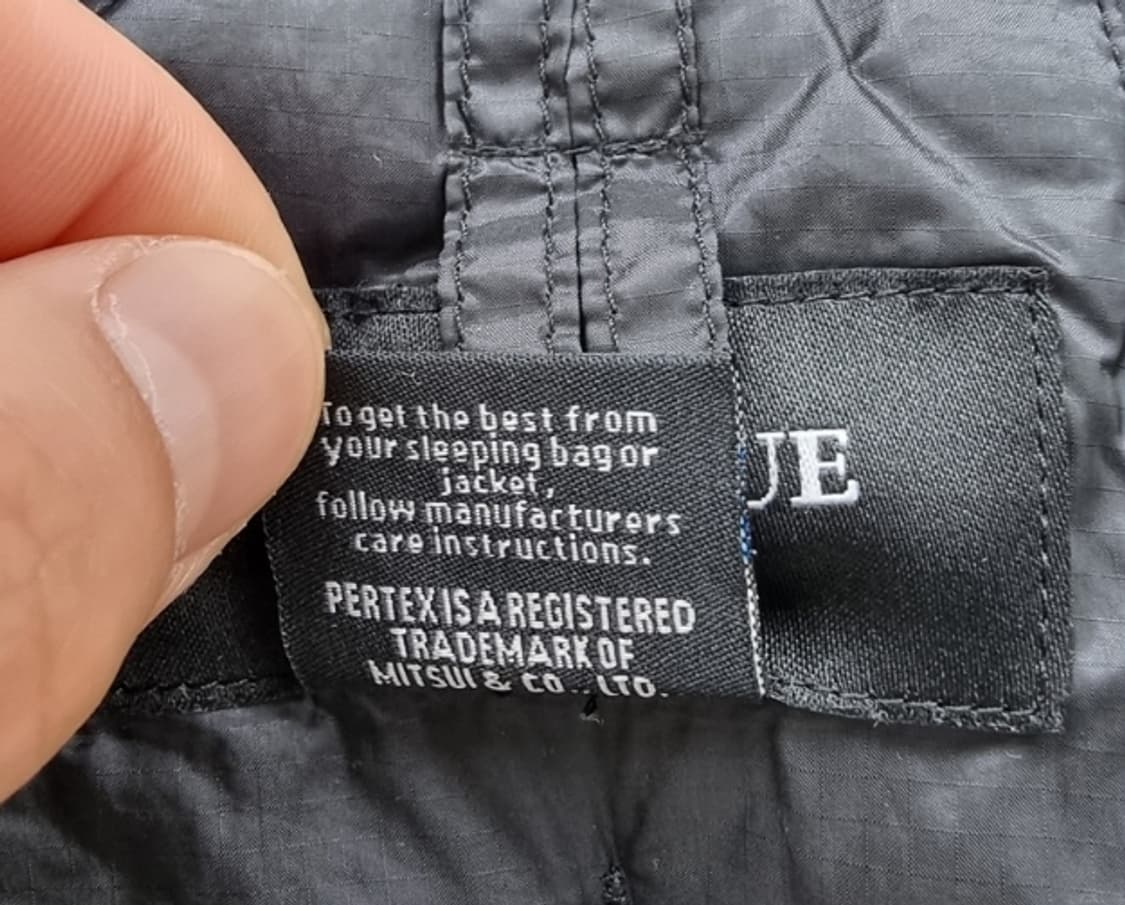 To get the best from
your sleeping bag or
jacket,
follow manufacturers
care instructions.
PERTEX IS A REGISTERED
TRADEMARK OF
MITSUI & CO., LTD.
UE